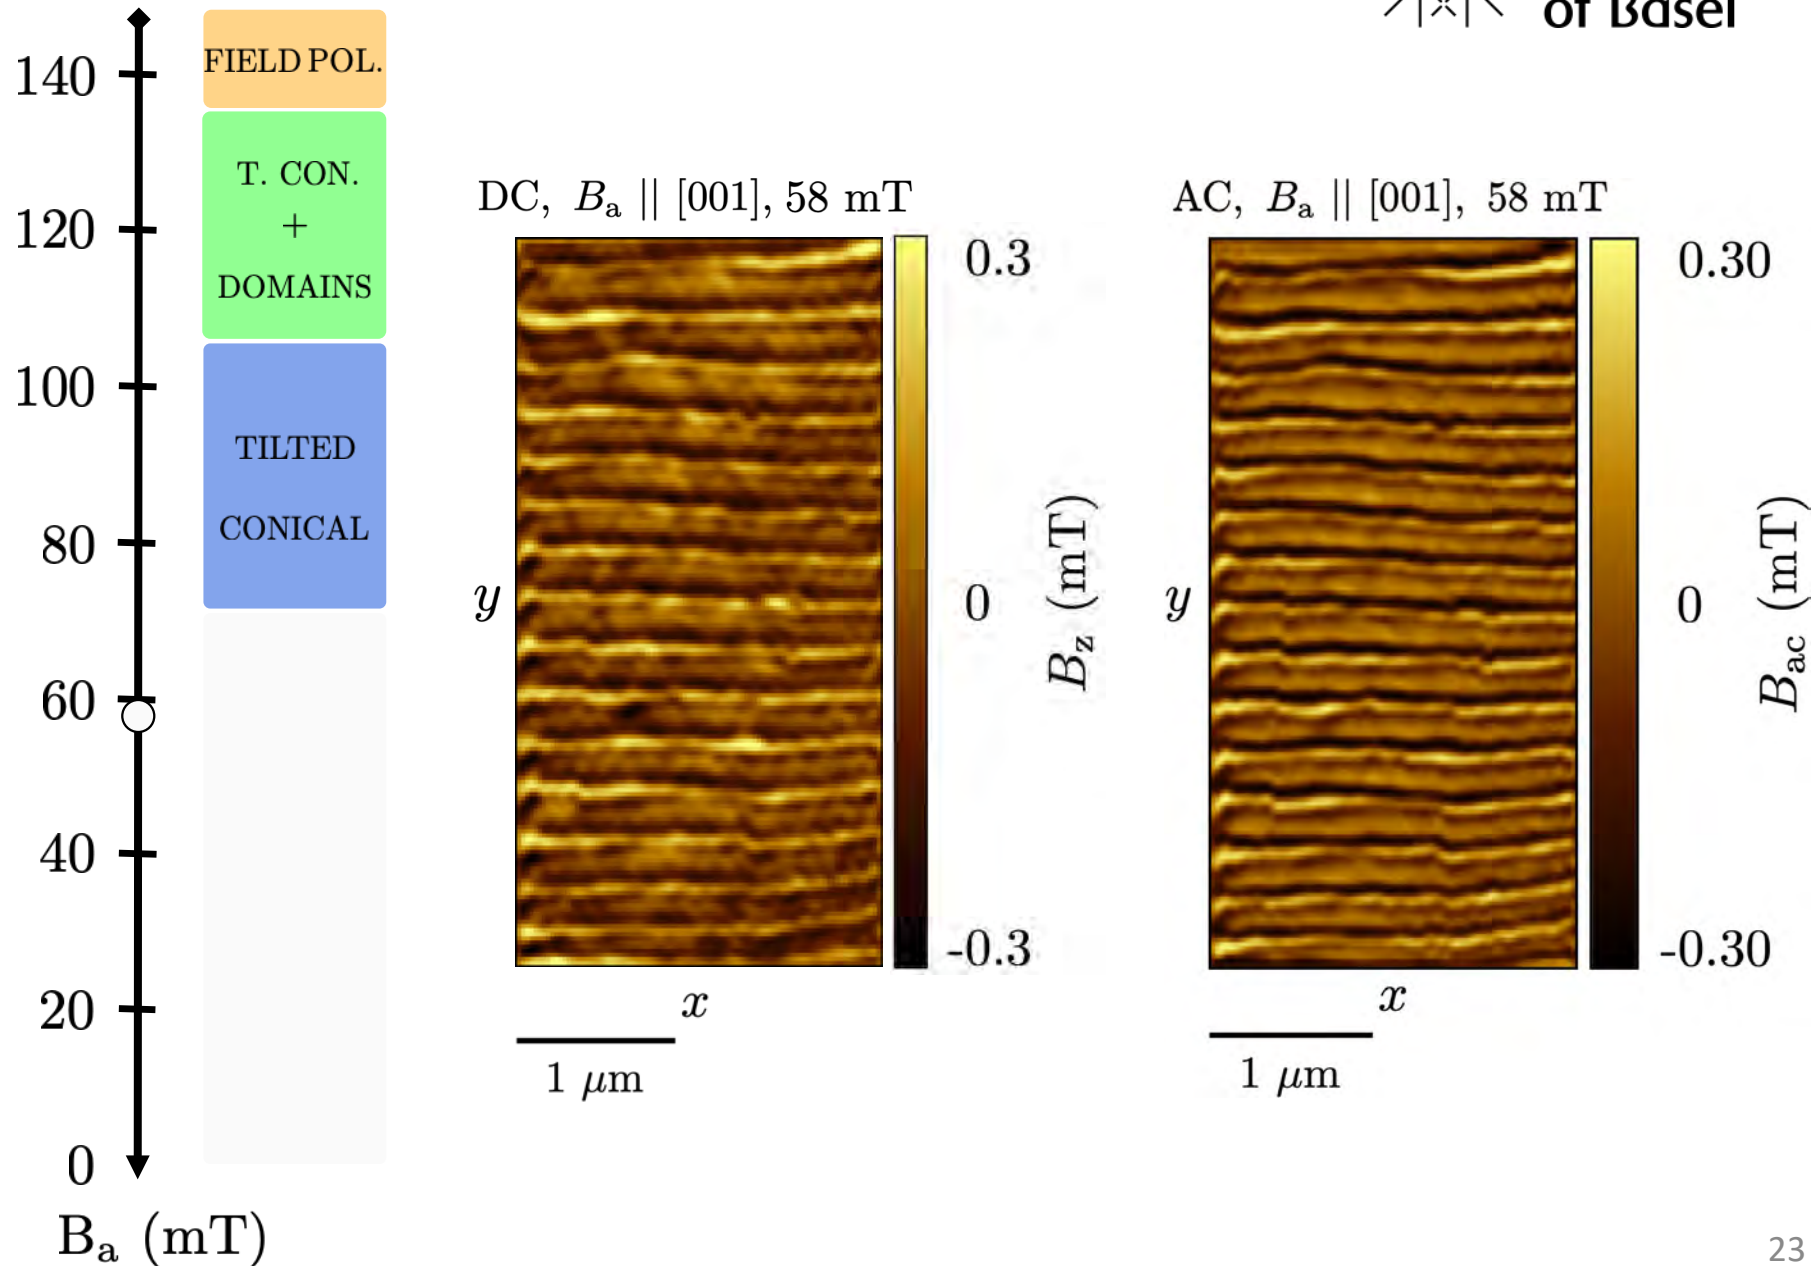 of Basel
140
120
100
80
60
40
20
0
Bₐ (mT)
FIELD POL.
T. CON.
+
DOMAINS
TILTED
CONICAL
DC, Bₐ || [001], 58 mT
0.3
0
-0.3
B_z (mT)
y
x
1 μm
AC, Bₐ || [001], 58 mT
0.30
0
-0.30
B_ac (mT)
y
x
1 μm
23